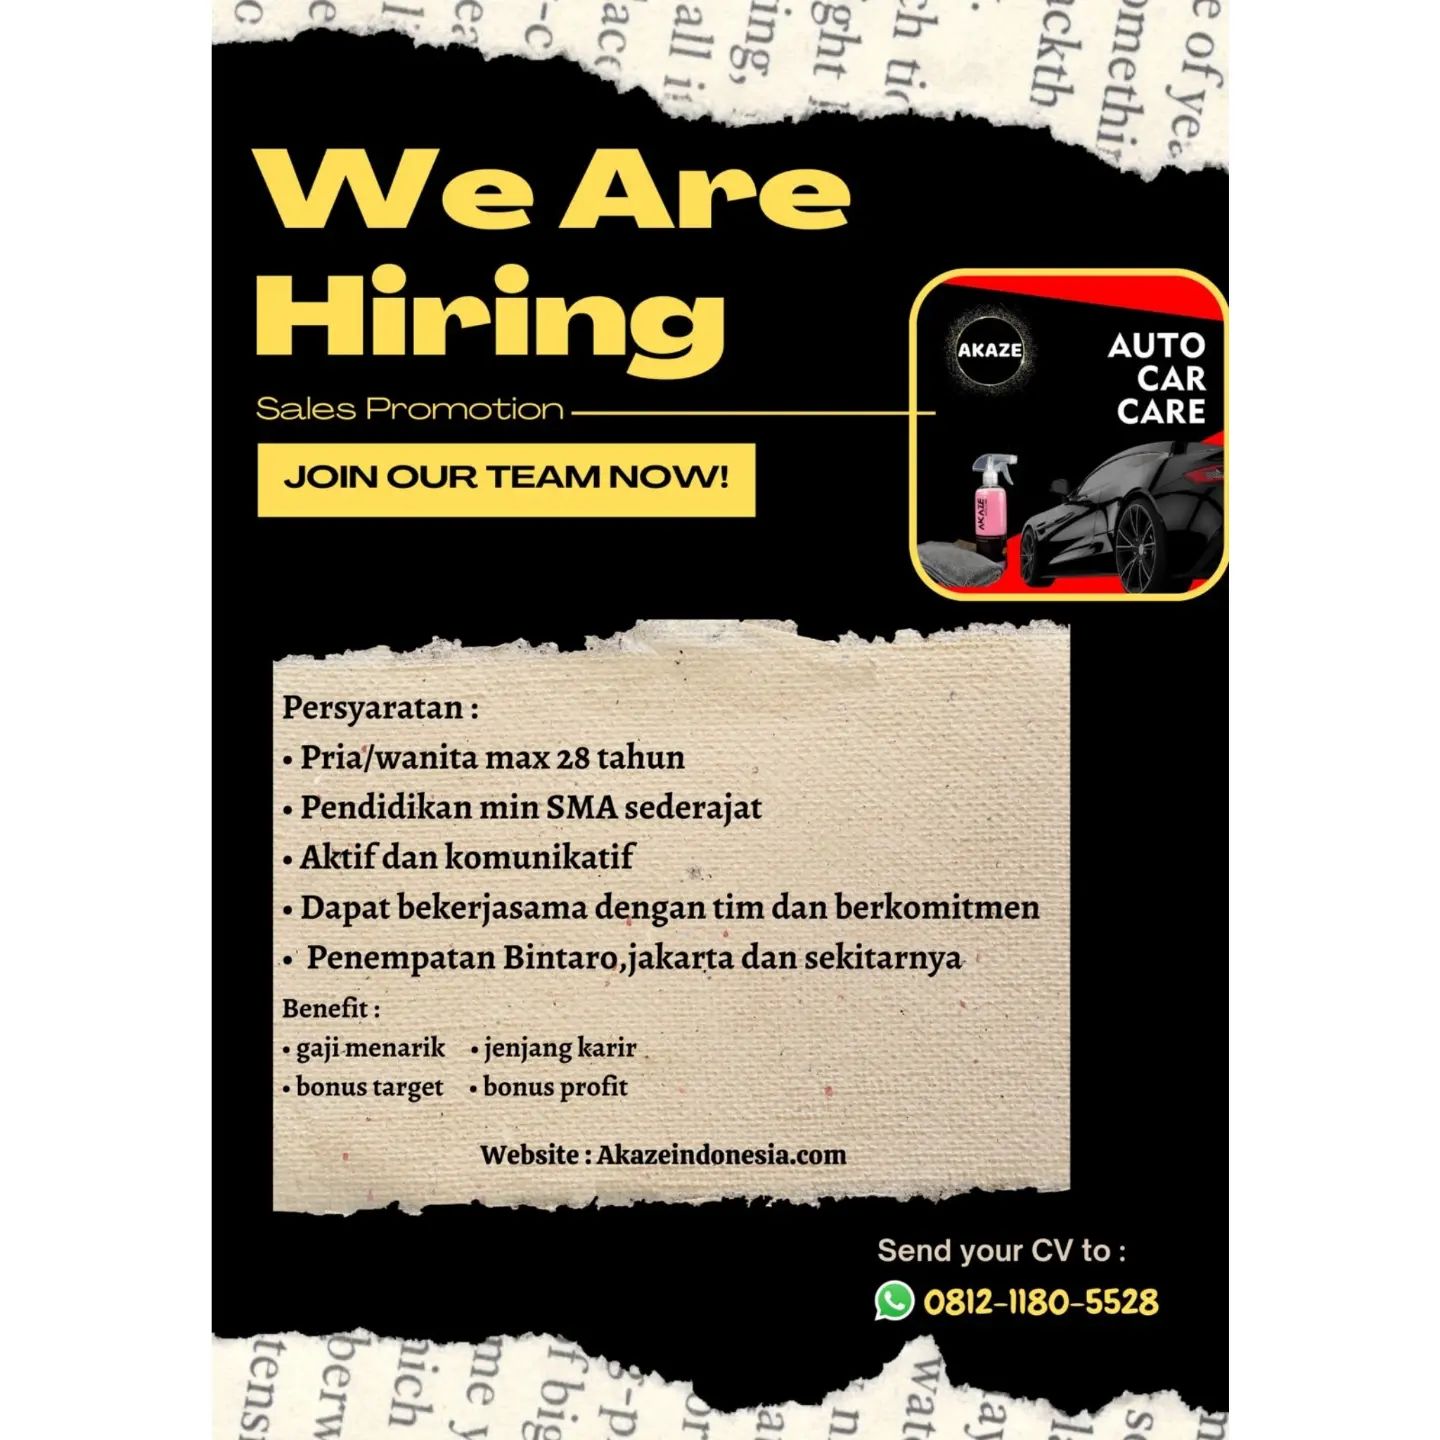 We Are
Hiring
Sales Promotion
JOIN OUR TEAM NOW!
AKAZE
AUTO
CAR
CARE
AKAZE
Persyaratan :
• Pria/wanita max 28 tahun
• Pendidikan min SMA sederajat
• Aktif dan komunikatif
• Dapat bekerjasama dengan tim dan berkomitmen
• Penempatan Bintaro,jakarta dan sekitarnya
Benefit :
• gaji menarik • jenjang karir
• bonus target • bonus profit
Website : Akazeindonesia.com
Send your CV to :
0812-1180-5528